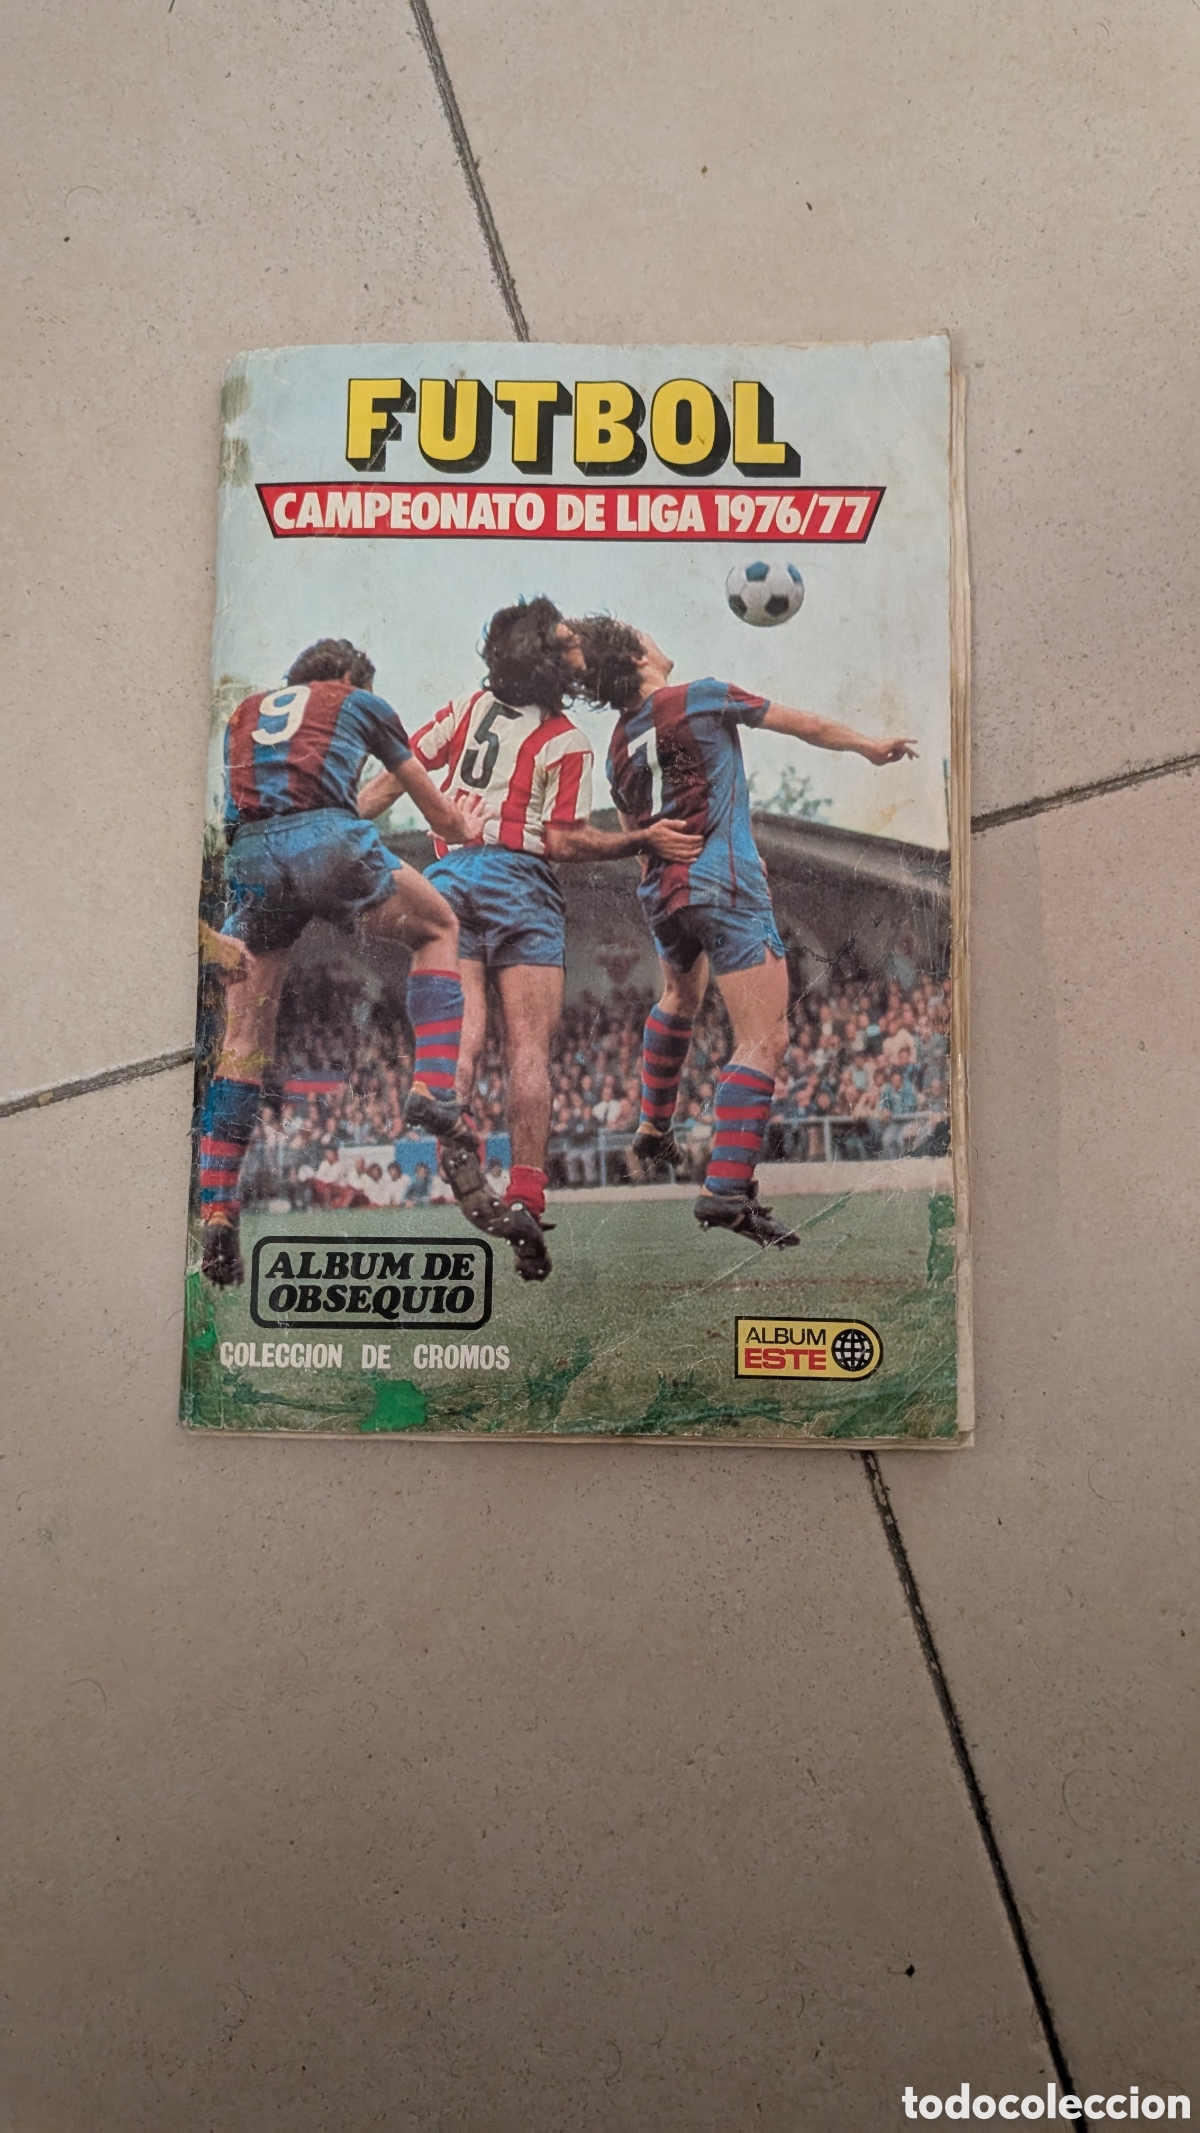 FUTBOL
CAMPEONATO DE LIGA 1976/77
9
5
7
ALBUM DE
OBSEQUIO
COLECCION DE CROMOS
ALBUM
ESTE
todocoleccion